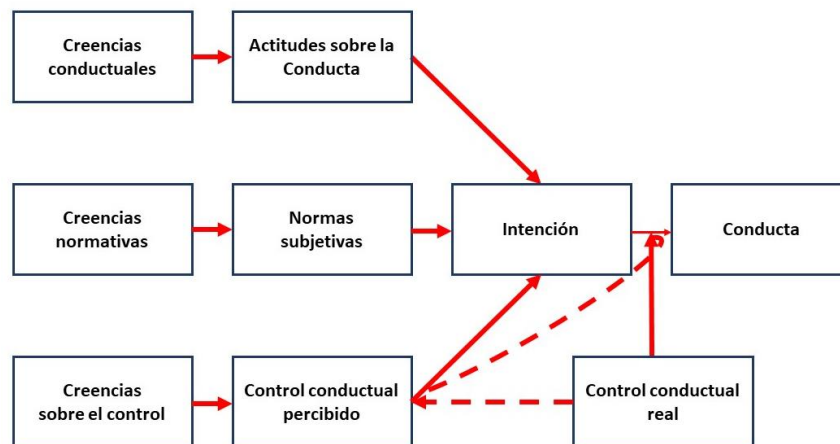 Creencias
conductuales
Actitudes sobre la
Conducta
Creencias
normativas
Normas
subjetivas
Intención
Conducta
Creencias
sobre el control
Control conductual
percibido
Control conductual
real